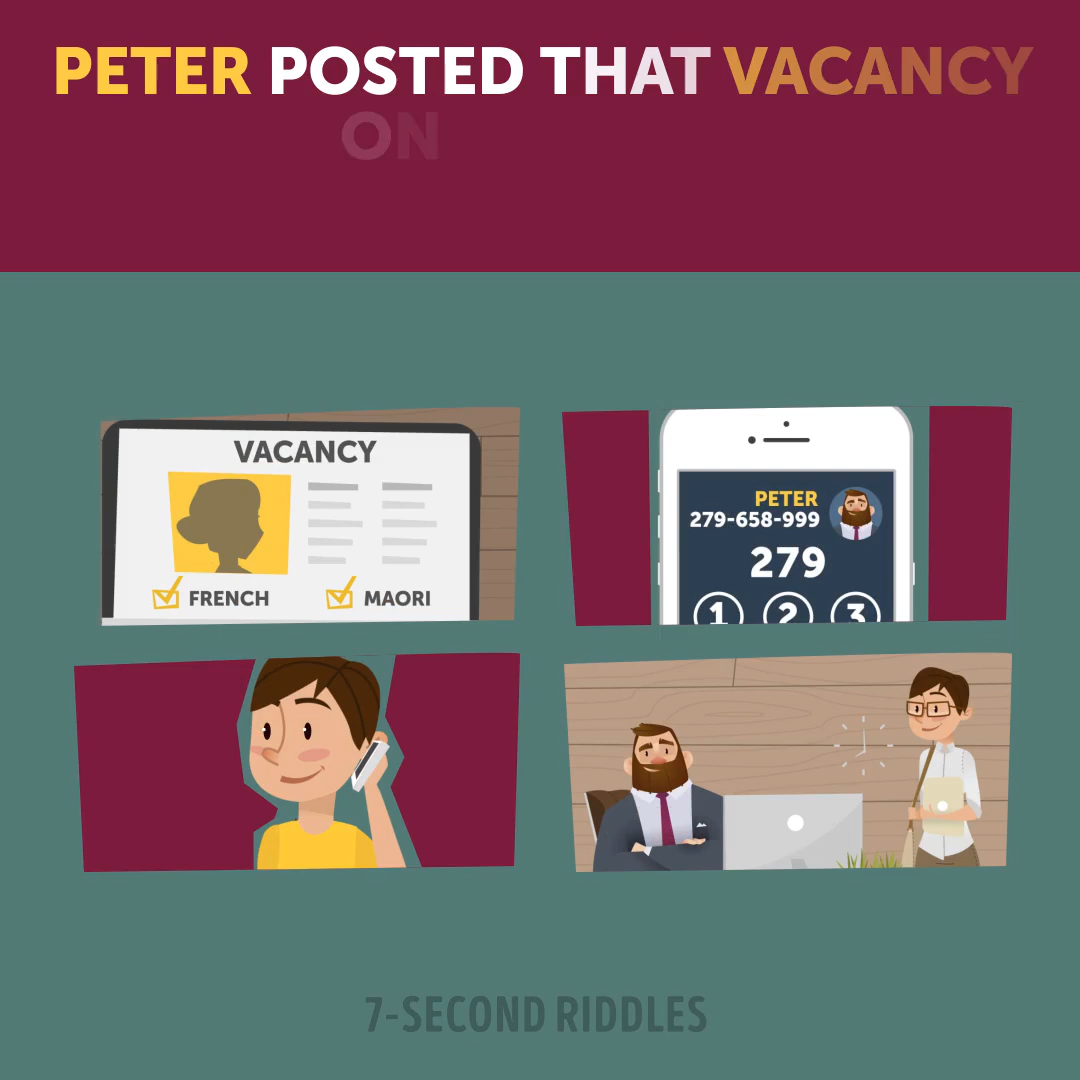 PETER POSTED THAT VACANCY
ON
VACANCY
FRENCH
MAORI
PETER
279-658-999
279
1 2 3
7-SECOND RIDDLES